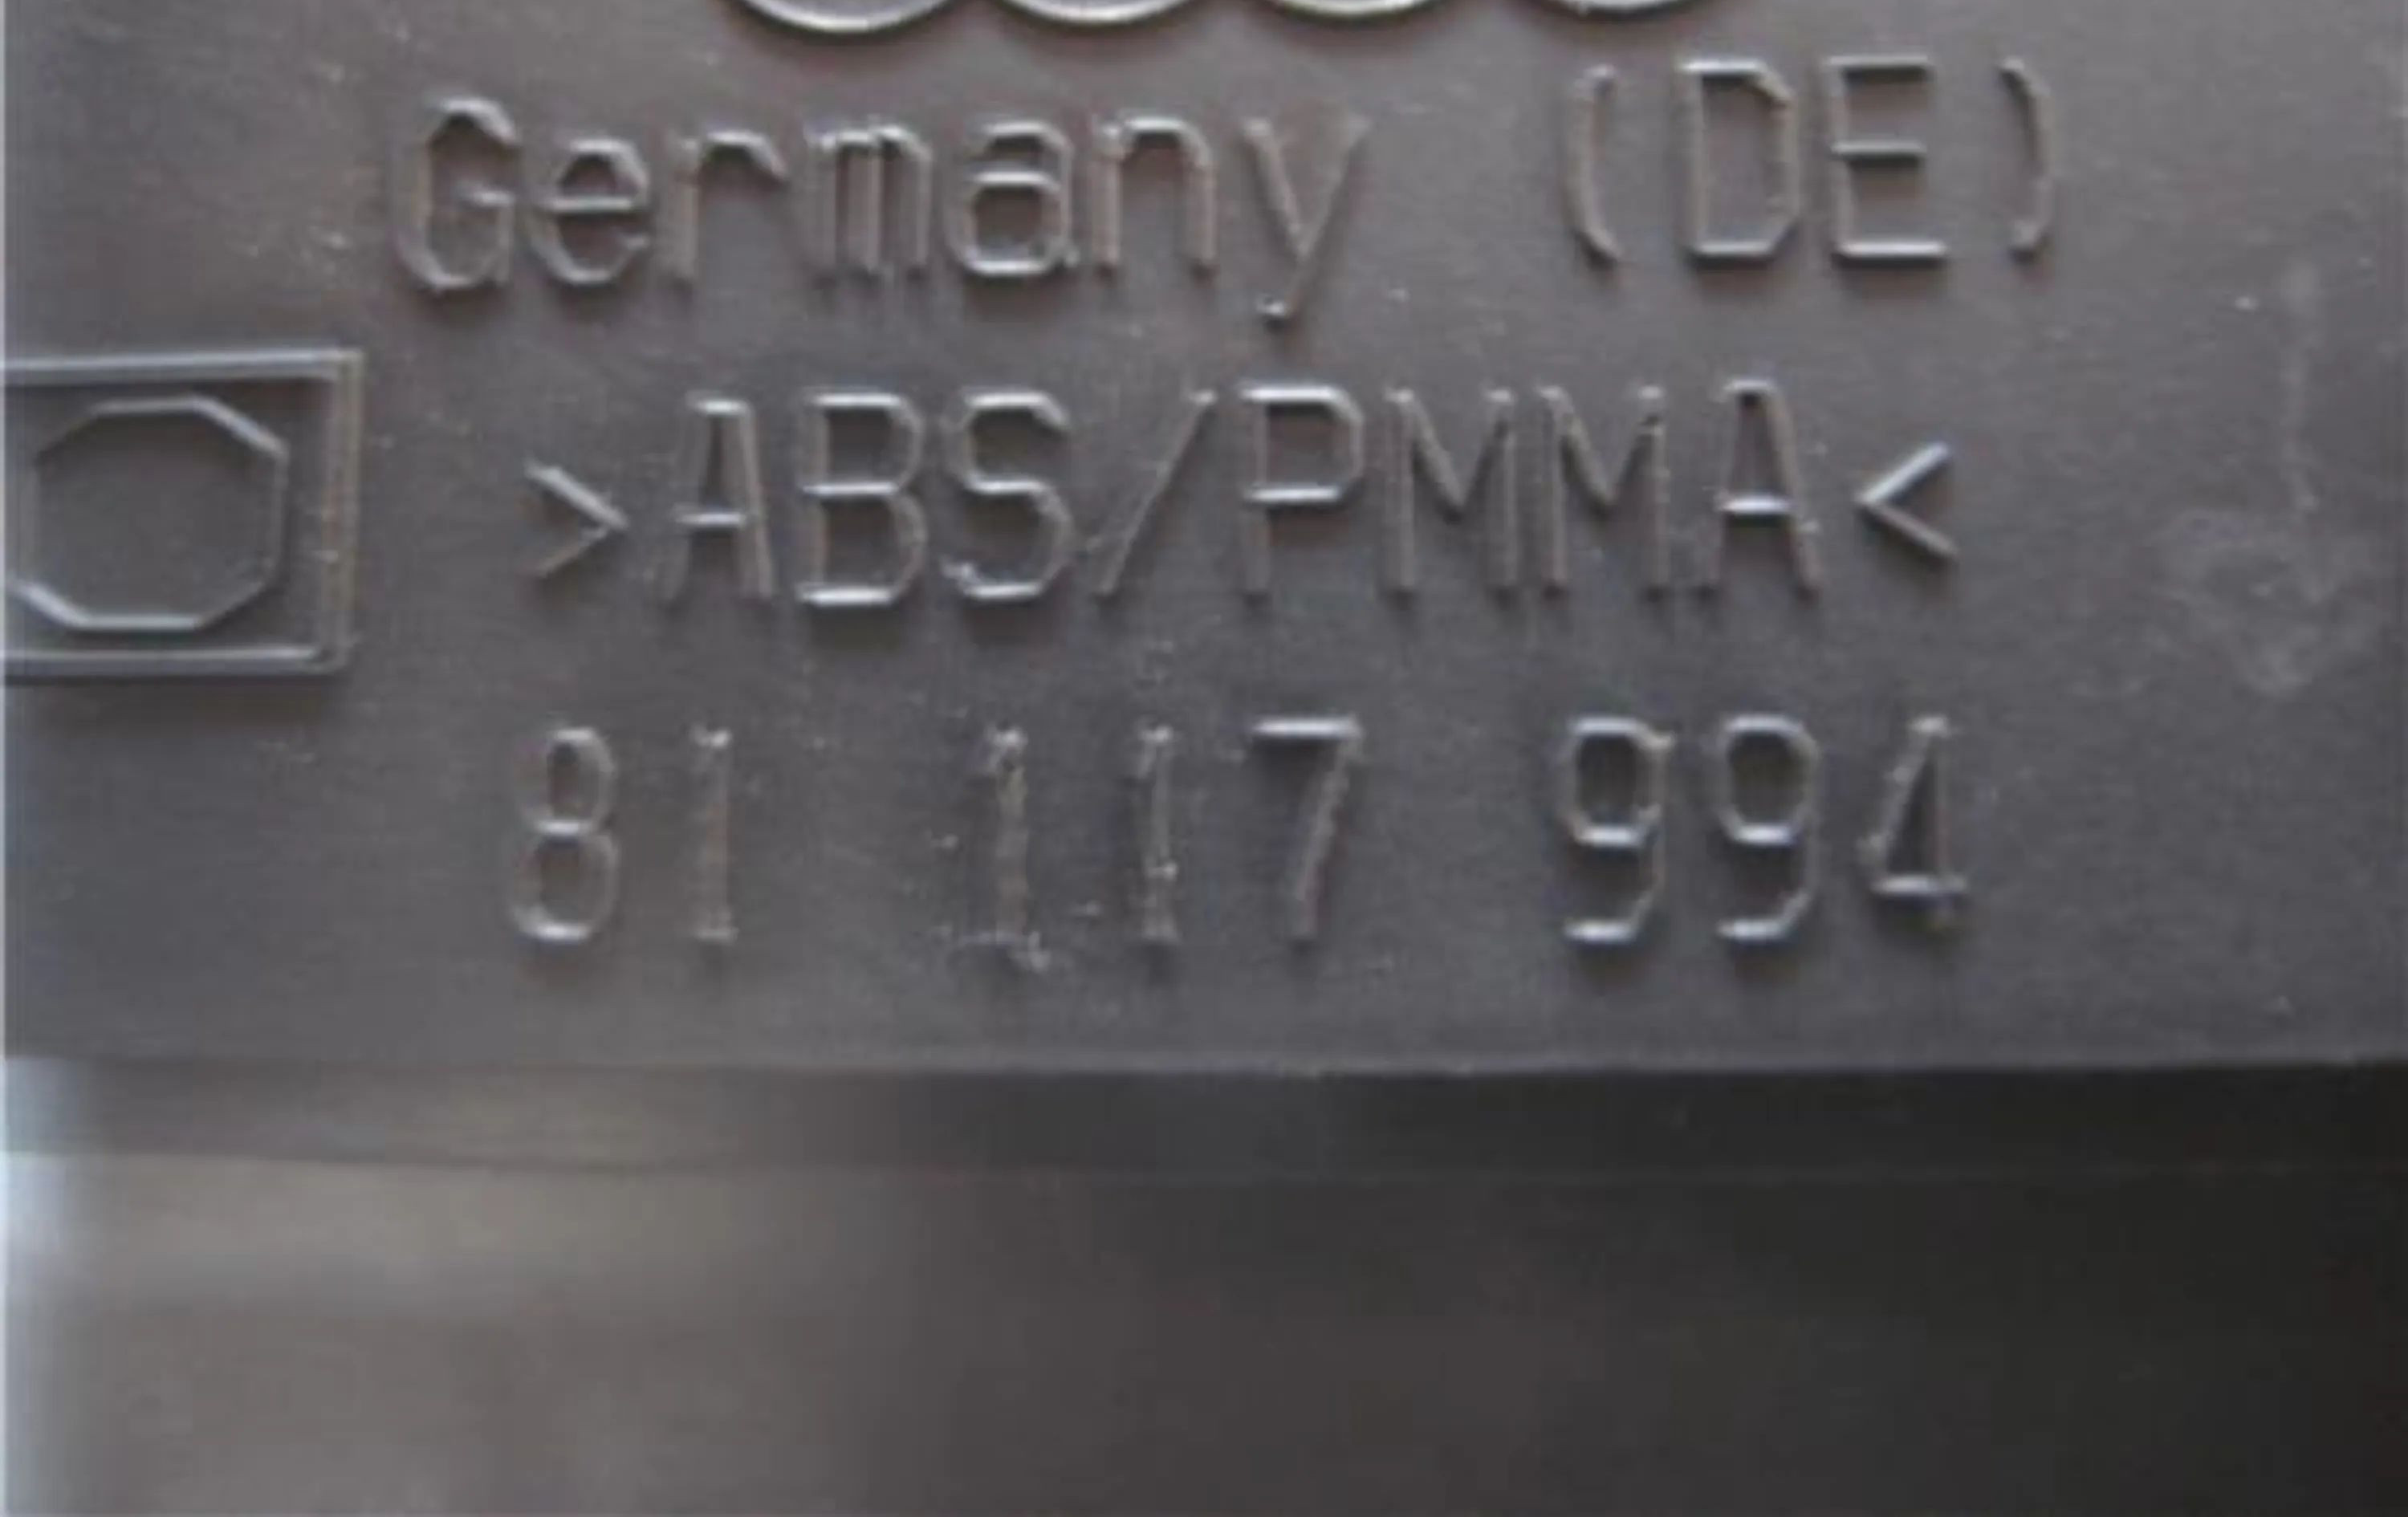 Germany (DE)
>ABS/PMMA<
81 117 994